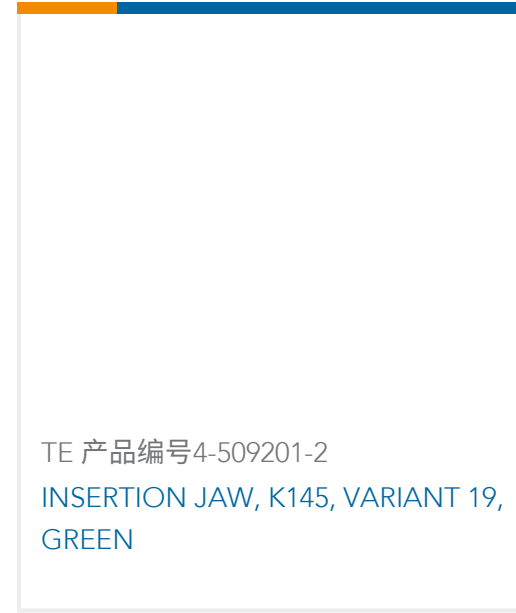 TE 产品编号4-509201-2
INSERTION JAW, K145, VARIANT 19,
GREEN